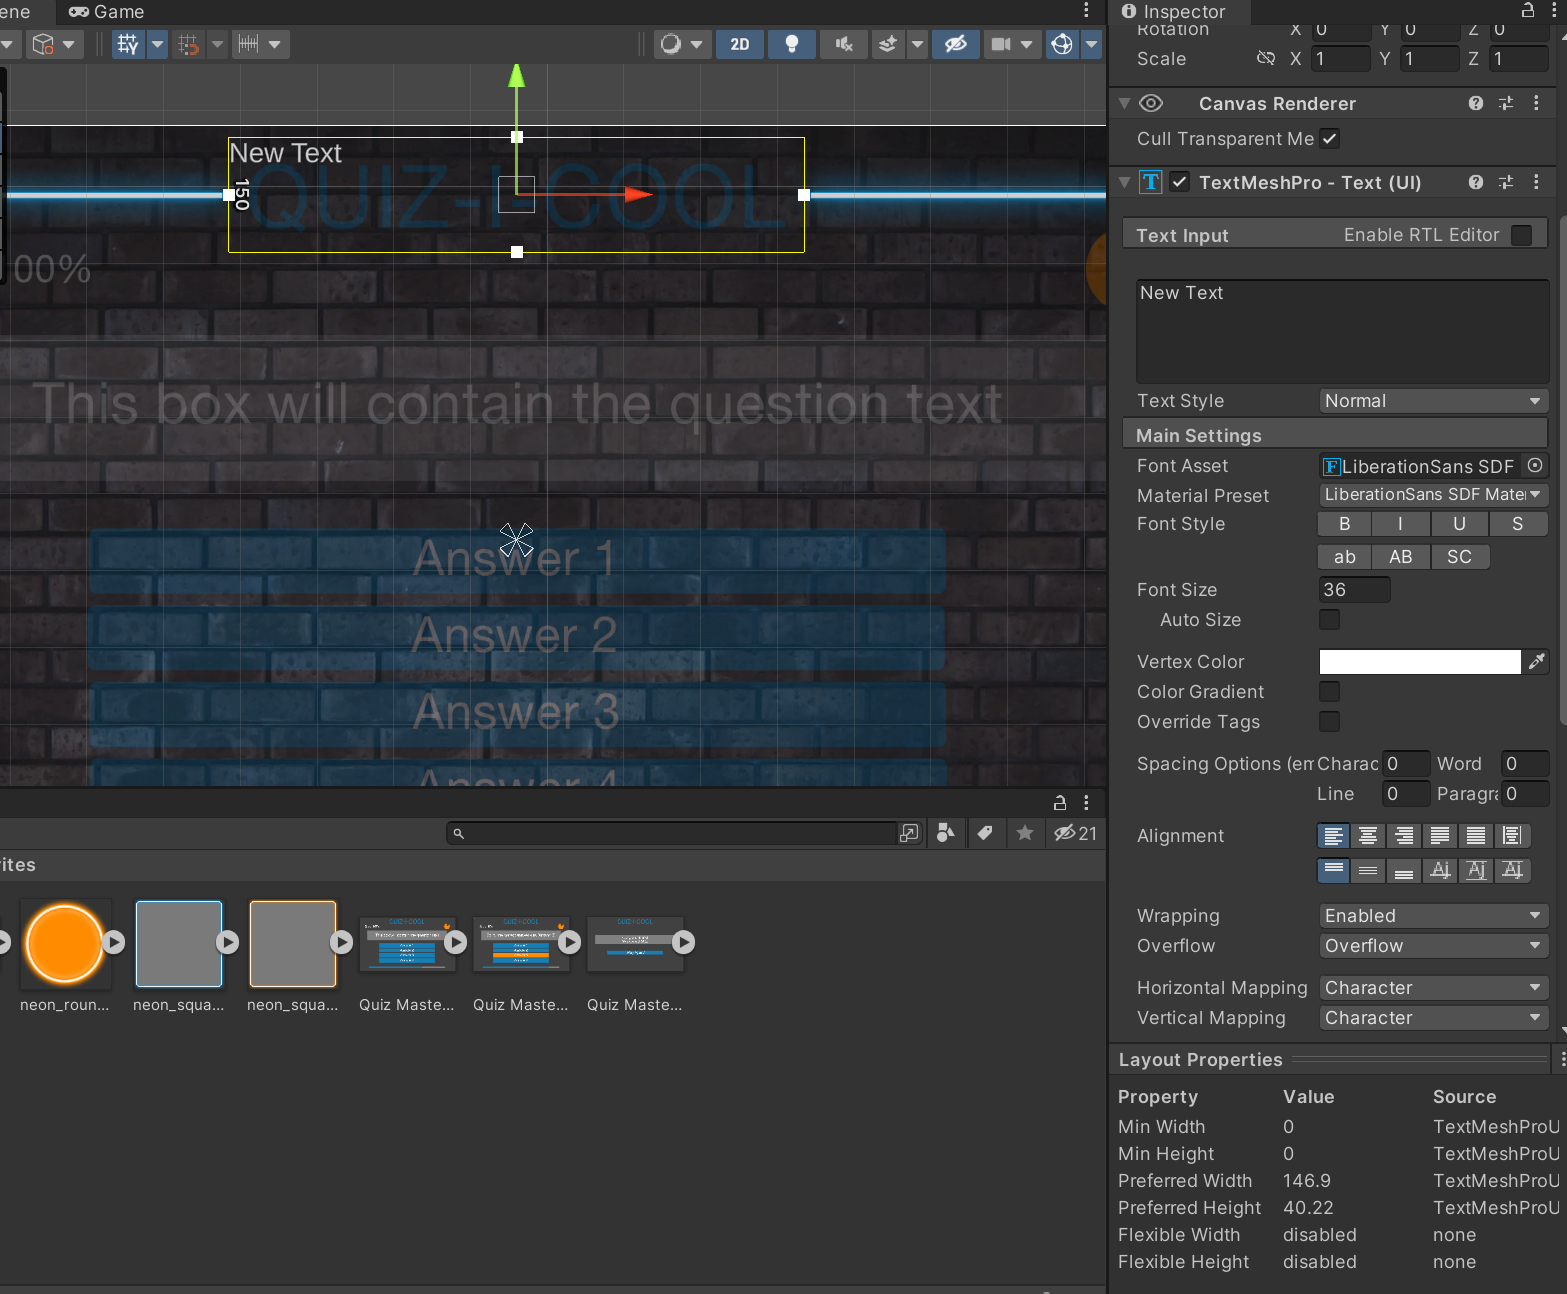 ene
Game
2D
New Text
QUIZ-I-COOL
150
00%
This box will contain the question text
Answer 1
Answer 2
Answer 3
Answer 4
21
ites
neon_roun...
neon_squa...
neon_squa...
Quiz Maste...
Quiz Maste...
Quiz Maste...
Inspector
Rotation X 0 Y 0 Z 0
Scale X 1 Y 1 Z 1
Canvas Renderer
Cull Transparent Me
TextMeshPro - Text (UI)
Text Input Enable RTL Editor
New Text
Text Style Normal
Main Settings
Font Asset F LiberationSans SDF
Material Preset LiberationSans SDF Mater
Font Style B I U S
ab AB SC
Font Size 36
Auto Size
Vertex Color
Color Gradient
Override Tags
Spacing Options (em Charac 0 Word 0
Line 0 Paragra 0
Alignment
Wrapping Enabled
Overflow Overflow
Horizontal Mapping Character
Vertical Mapping Character
Layout Properties
Property Value Source
Min Width 0 TextMeshProU
Min Height 0 TextMeshProU
Preferred Width 146.9 TextMeshProU
Preferred Height 40.22 TextMeshProU
Flexible Width disabled none
Flexible Height disabled none